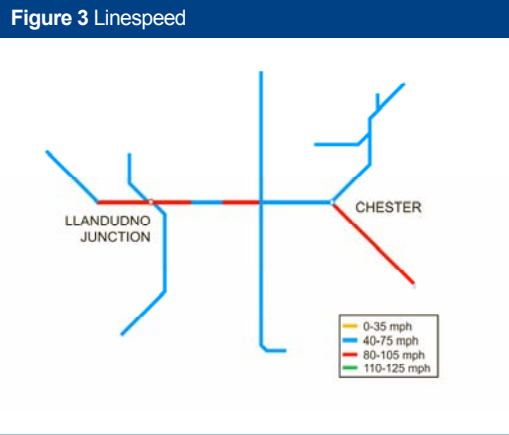 Figure 3 Linespeed
LLANDUDNO
JUNCTION
CHESTER
0-35 mph
40-75 mph
80-105 mph
110-125 mph